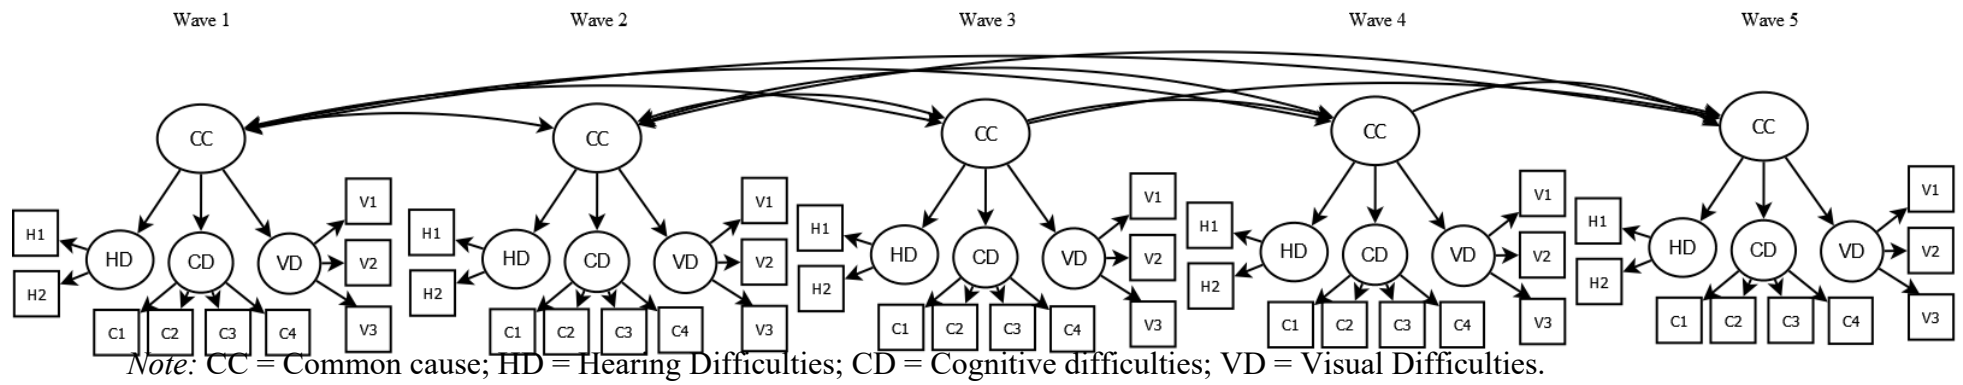 Wave 1 Wave 2 Wave 3 Wave 4 Wave 5
CC CC CC CC CC
H1 HD CD VD V1 H1 HD CD VD V1 H1 HD CD VD V1 H1 HD CD VD V1 H1 HD CD VD V1
H2 V2 H2 V2 H2 V2 H2 V2 H2 V2
C1 C2 C3 C4 V3 C1 C2 C3 C4 V3 C1 C2 C3 C4 V3 C1 C2 C3 C4 V3 C1 C2 C3 C4 V3
Note: CC = Common cause; HD = Hearing Difficulties; CD = Cognitive difficulties; VD = Visual Difficulties.